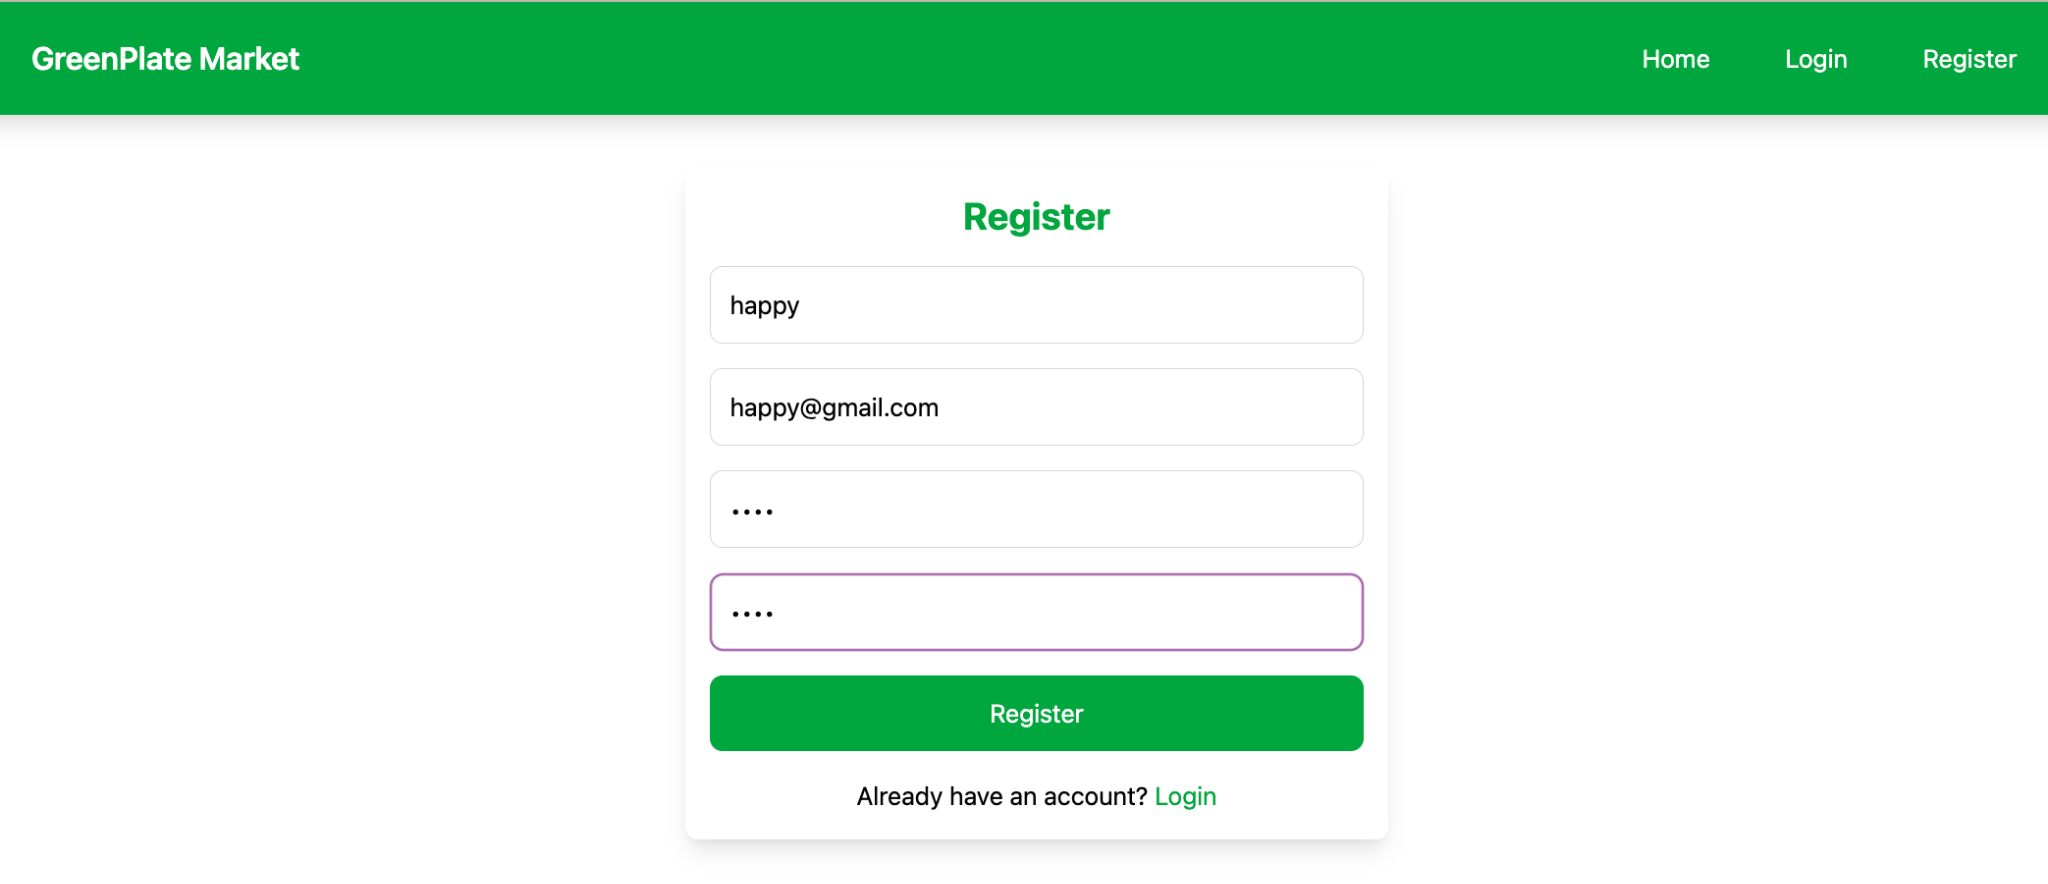 GreenPlate Market Home Login Register
Register
happy
happy@gmail.com
••••
••••
Register
Already have an account? Login